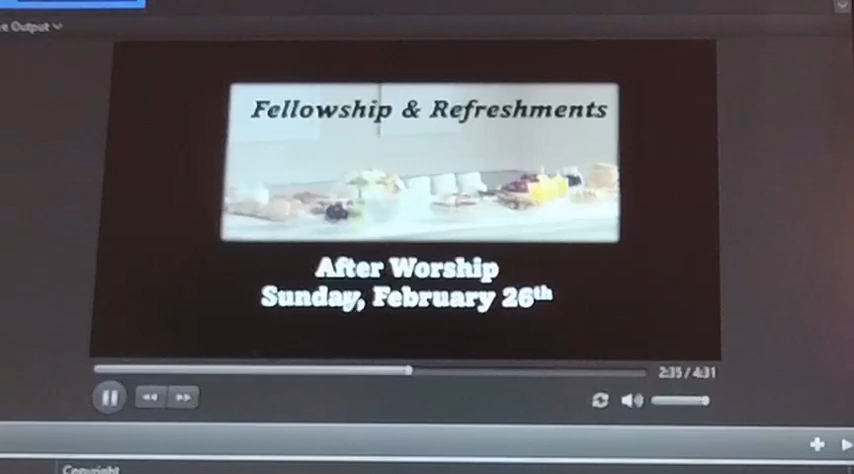 Output
Fellowship & Refreshments
After Worship
Sunday, February 26th
2:35 / 4:31
Copyright